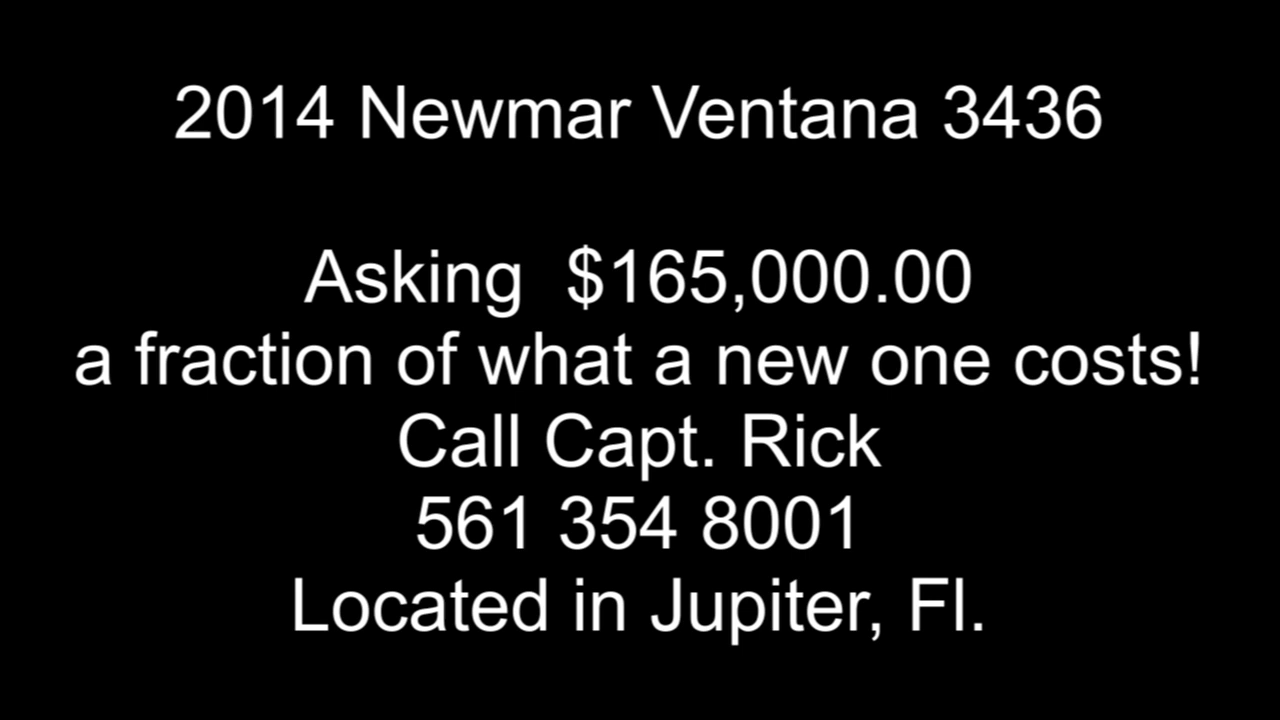 2014 Newmar Ventana 3436
Asking  $165,000.00
a fraction of what a new one costs!
Call Capt. Rick
561 354 8001
Located in Jupiter, Fl.